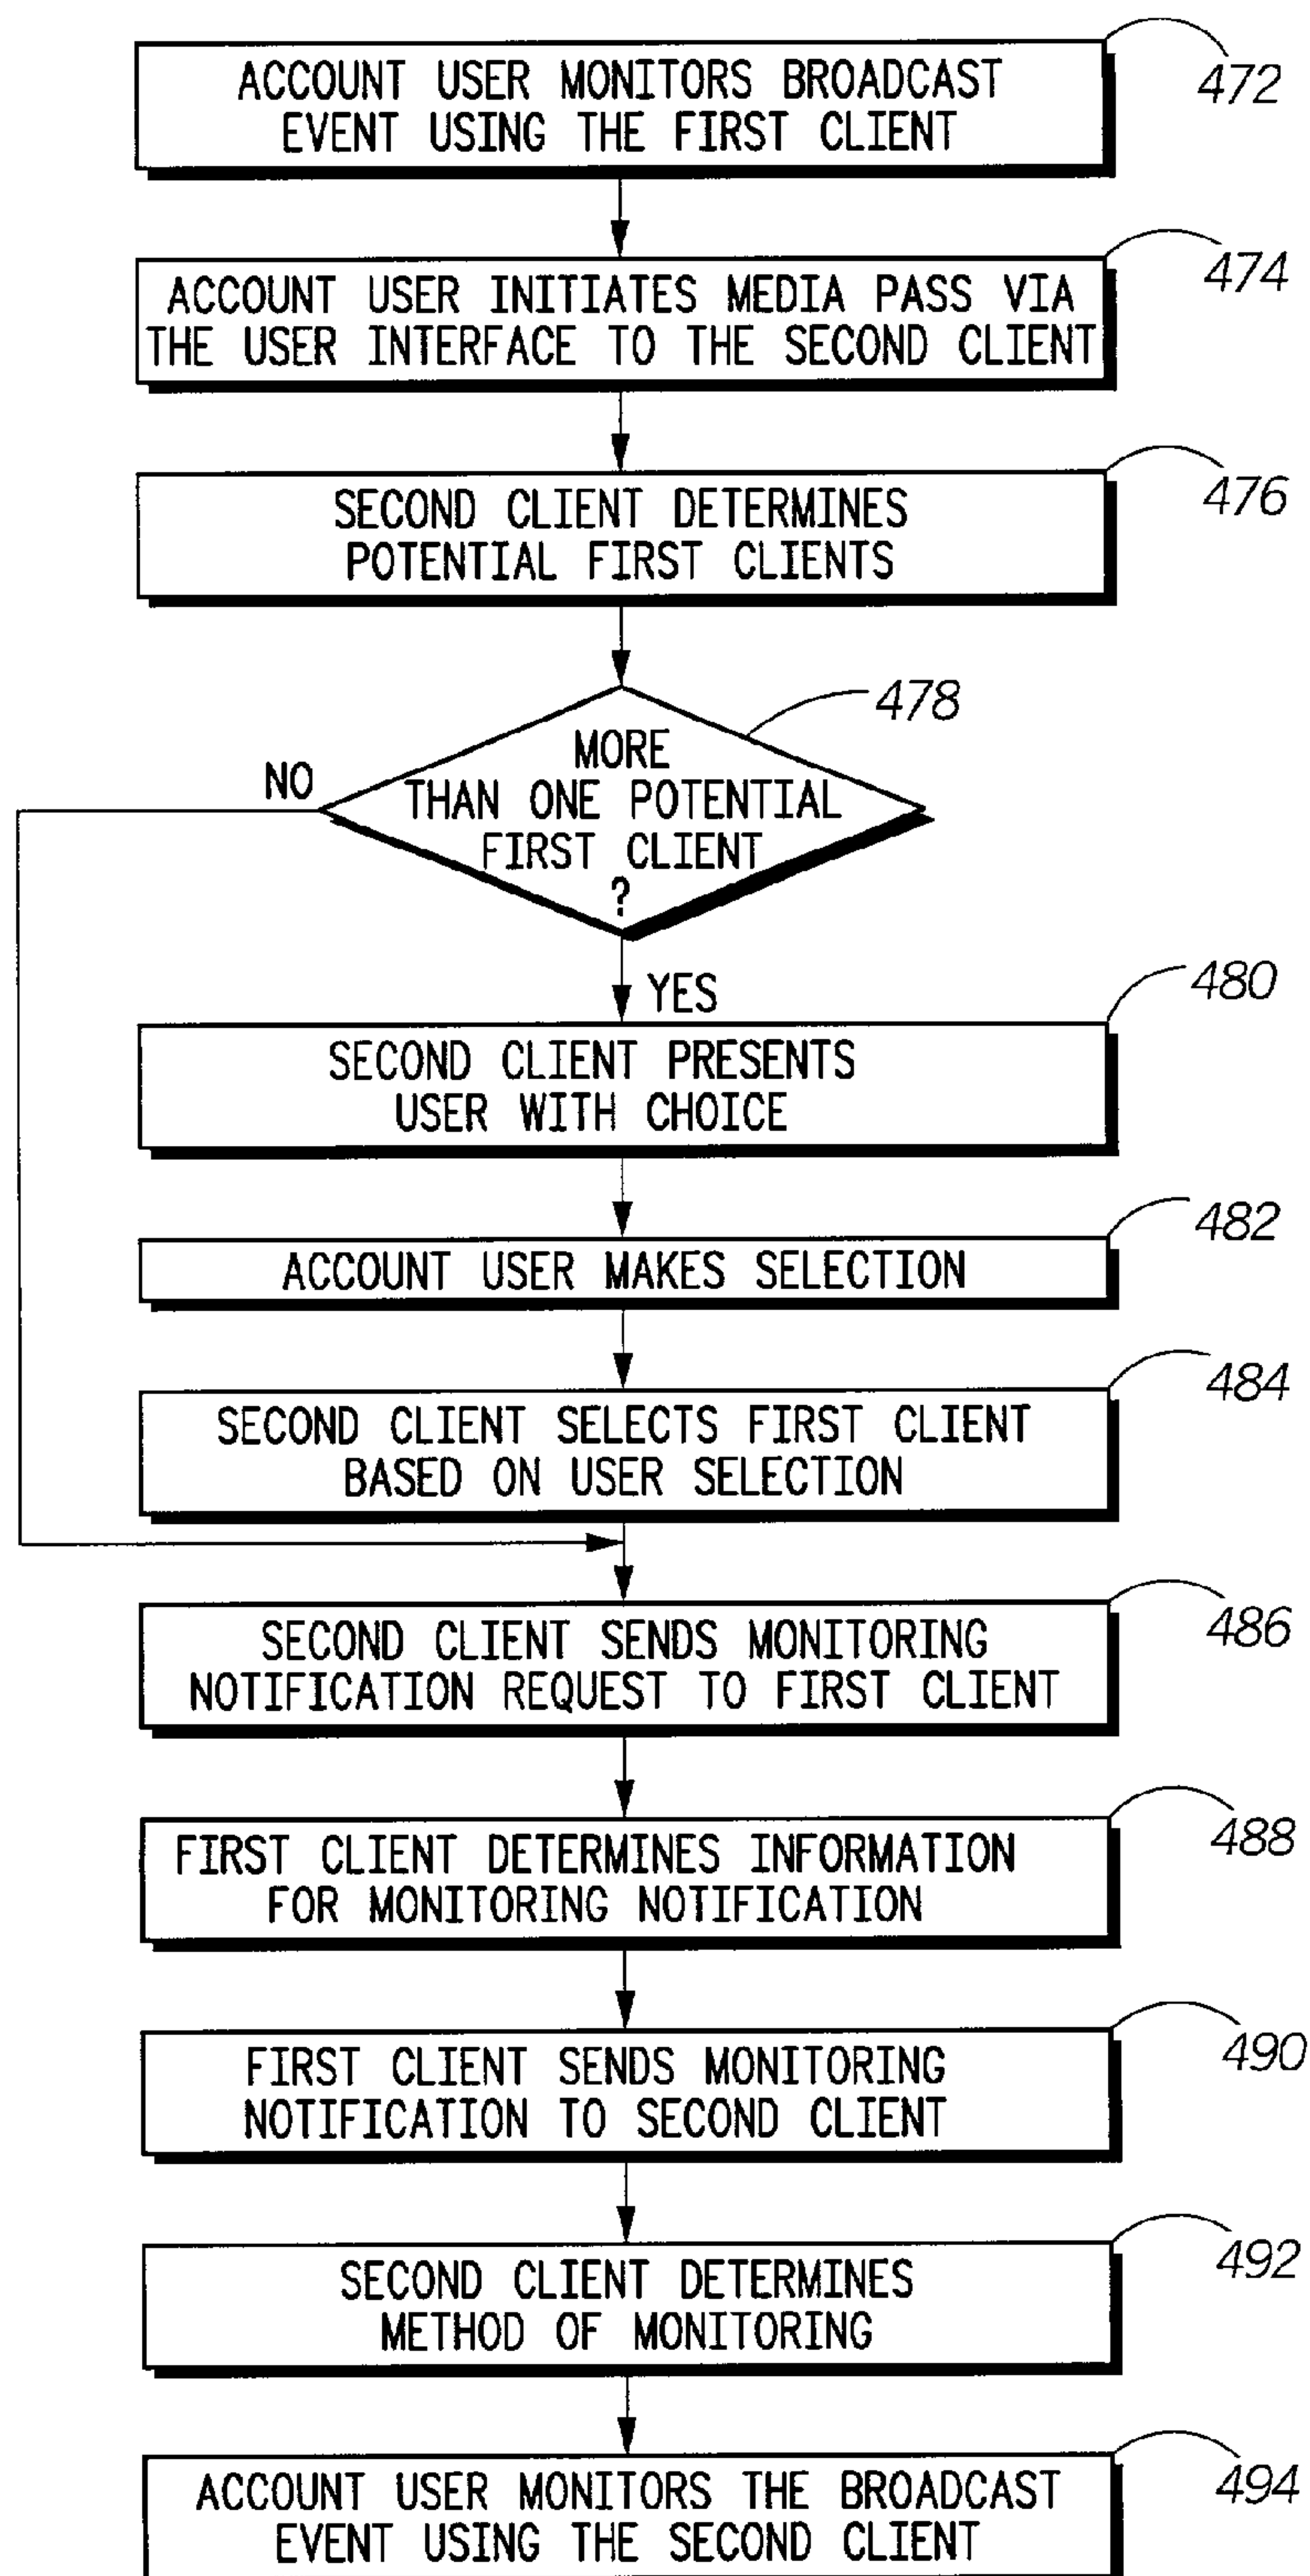 ACCOUNT USER MONITORS BROADCAST
EVENT USING THE FIRST CLIENT
472
ACCOUNT USER INITIATES MEDIA PASS VIA
THE USER INTERFACE TO THE SECOND CLIENT
474
SECOND CLIENT DETERMINES
POTENTIAL FIRST CLIENTS
476
478
MORE
THAN ONE POTENTIAL
FIRST CLIENT
?
NO
YES
480
SECOND CLIENT PRESENTS
USER WITH CHOICE
482
ACCOUNT USER MAKES SELECTION
484
SECOND CLIENT SELECTS FIRST CLIENT
BASED ON USER SELECTION
486
SECOND CLIENT SENDS MONITORING
NOTIFICATION REQUEST TO FIRST CLIENT
488
FIRST CLIENT DETERMINES INFORMATION
FOR MONITORING NOTIFICATION
490
FIRST CLIENT SENDS MONITORING
NOTIFICATION TO SECOND CLIENT
492
SECOND CLIENT DETERMINES
METHOD OF MONITORING
494
ACCOUNT USER MONITORS THE BROADCAST
EVENT USING THE SECOND CLIENT